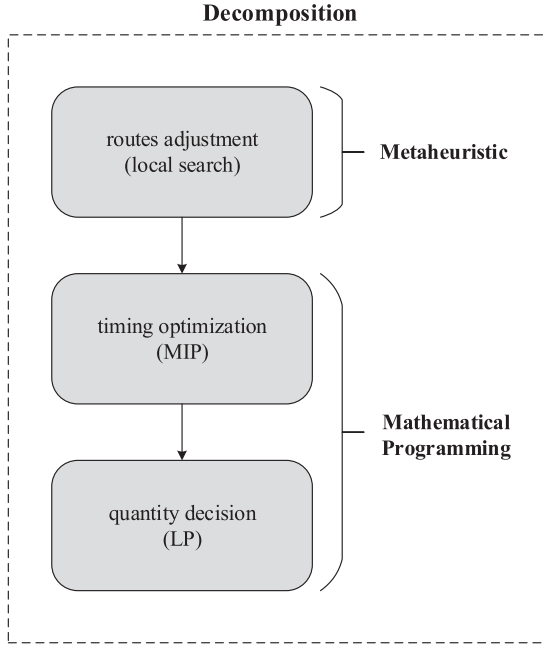 Decomposition
routes adjustment
(local search)
Metaheuristic
timing optimization
(MIP)
Mathematical
Programming
quantity decision
(LP)